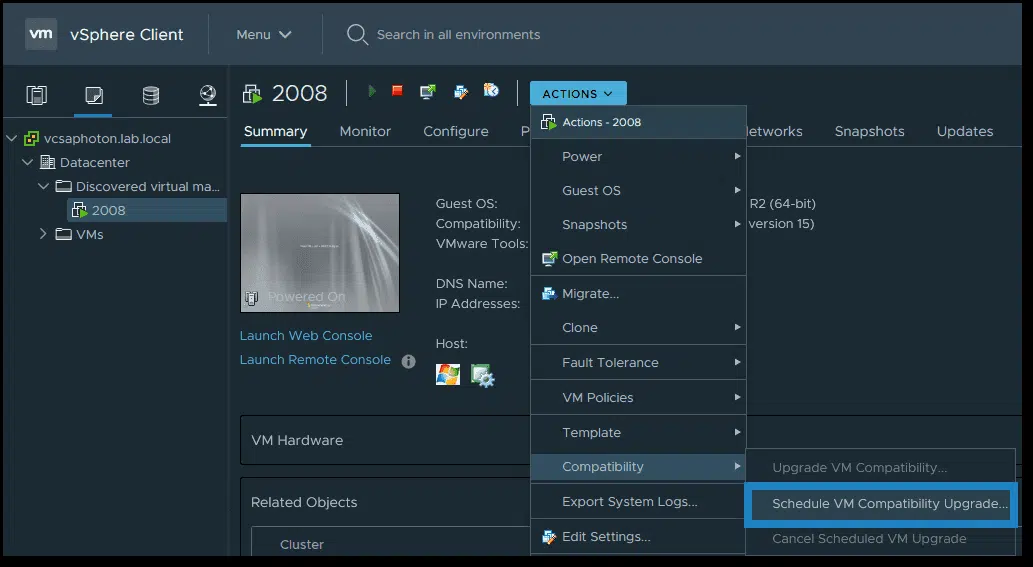 vm vSphere Client Menu Search in all environments
2008 ACTIONS
Summary Monitor Configure P letworks Snapshots Updates
vcsaphoton.lab.local
Datacenter
Discovered virtual ma...
2008
VMs
Powered On
Launch Web Console
Launch Remote Console
Guest OS: R2 (64-bit)
Compatibility: version 15)
VMware Tools:
DNS Name:
IP Addresses:
Host:
VM Hardware
Related Objects
Cluster
Actions - 2008
Power
Guest OS
Snapshots
Open Remote Console
Migrate...
Clone
Fault Tolerance
VM Policies
Template
Compatibility
Export System Logs...
Edit Settings...
Upgrade VM Compatibility...
Schedule VM Compatibility Upgrade...
Cancel Scheduled VM Upgrade